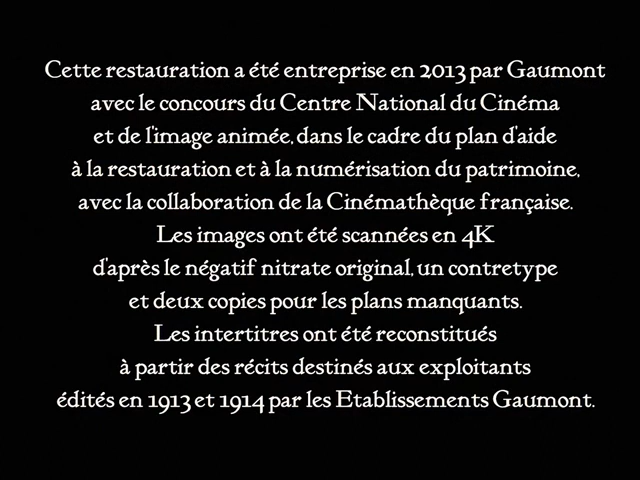 Cette restauration a été entreprise en 2013 par Gaumont
avec le concours du Centre National du Cinéma
et de l'image animée, dans le cadre du plan d'aide
à la restauration et à la numérisation du patrimoine,
avec la collaboration de la Cinémathèque française.
Les images ont été scannées en 4K
d'après le négatif nitrate original, un contretype
et deux copies pour les plans manquants.
Les intertitres ont été reconstitués
à partir des récits destinés aux exploitants
édités en 1913 et 1914 par les Etablissements Gaumont.